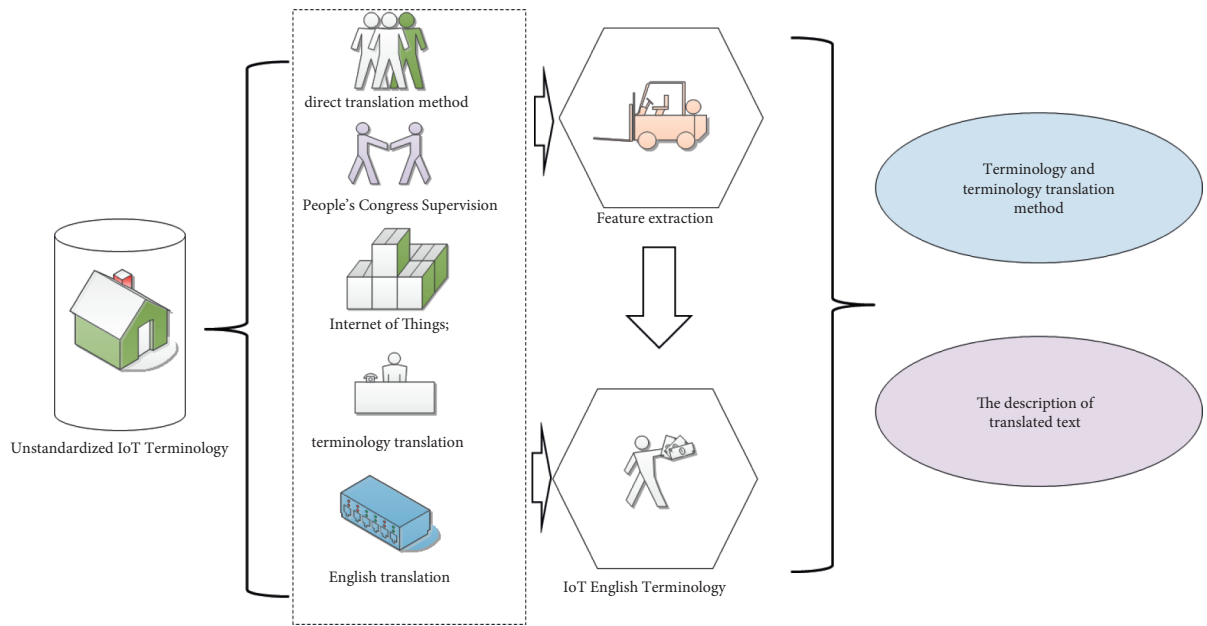 Unstandardized IoT Terminology
direct translation method
People's Congress Supervision
Internet of Things;
terminology translation
English translation
Feature extraction
IoT English Terminology
Terminology and
terminology translation
method
The description of
translated text